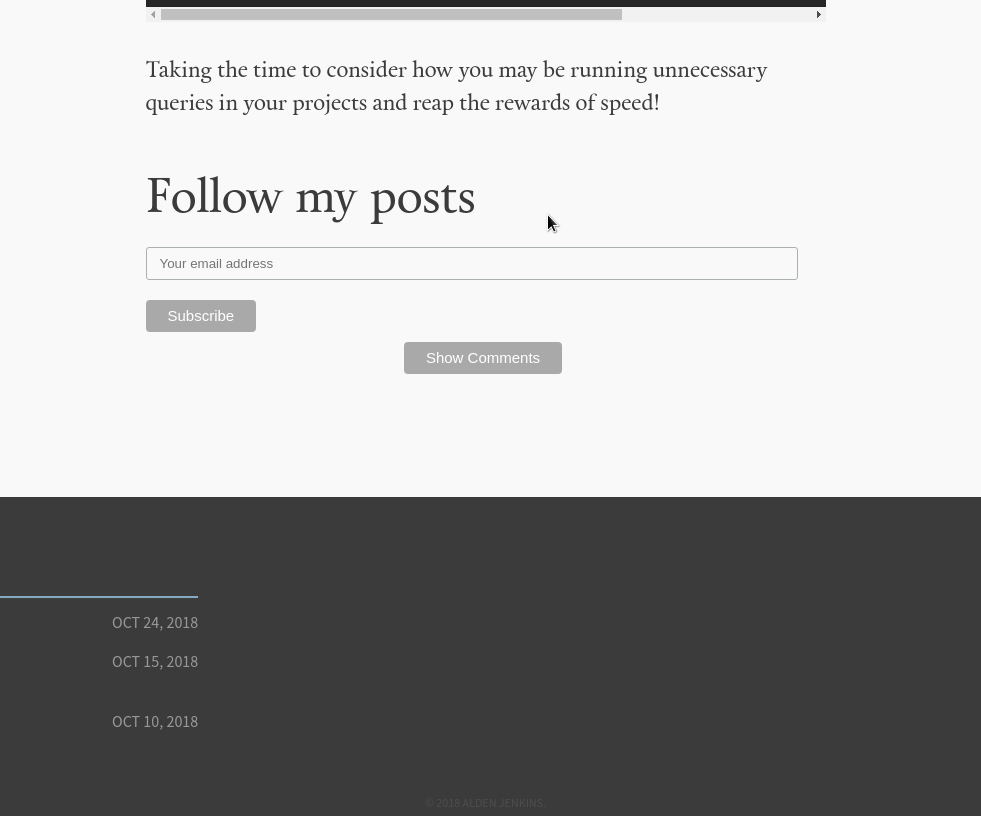 Taking the time to consider how you may be running unnecessary
queries in your projects and reap the rewards of speed!
Follow my posts
Your email address
Subscribe
Show Comments
OCT 24, 2018
OCT 15, 2018
OCT 10, 2018
© 2018 ALDEN JENKINS.